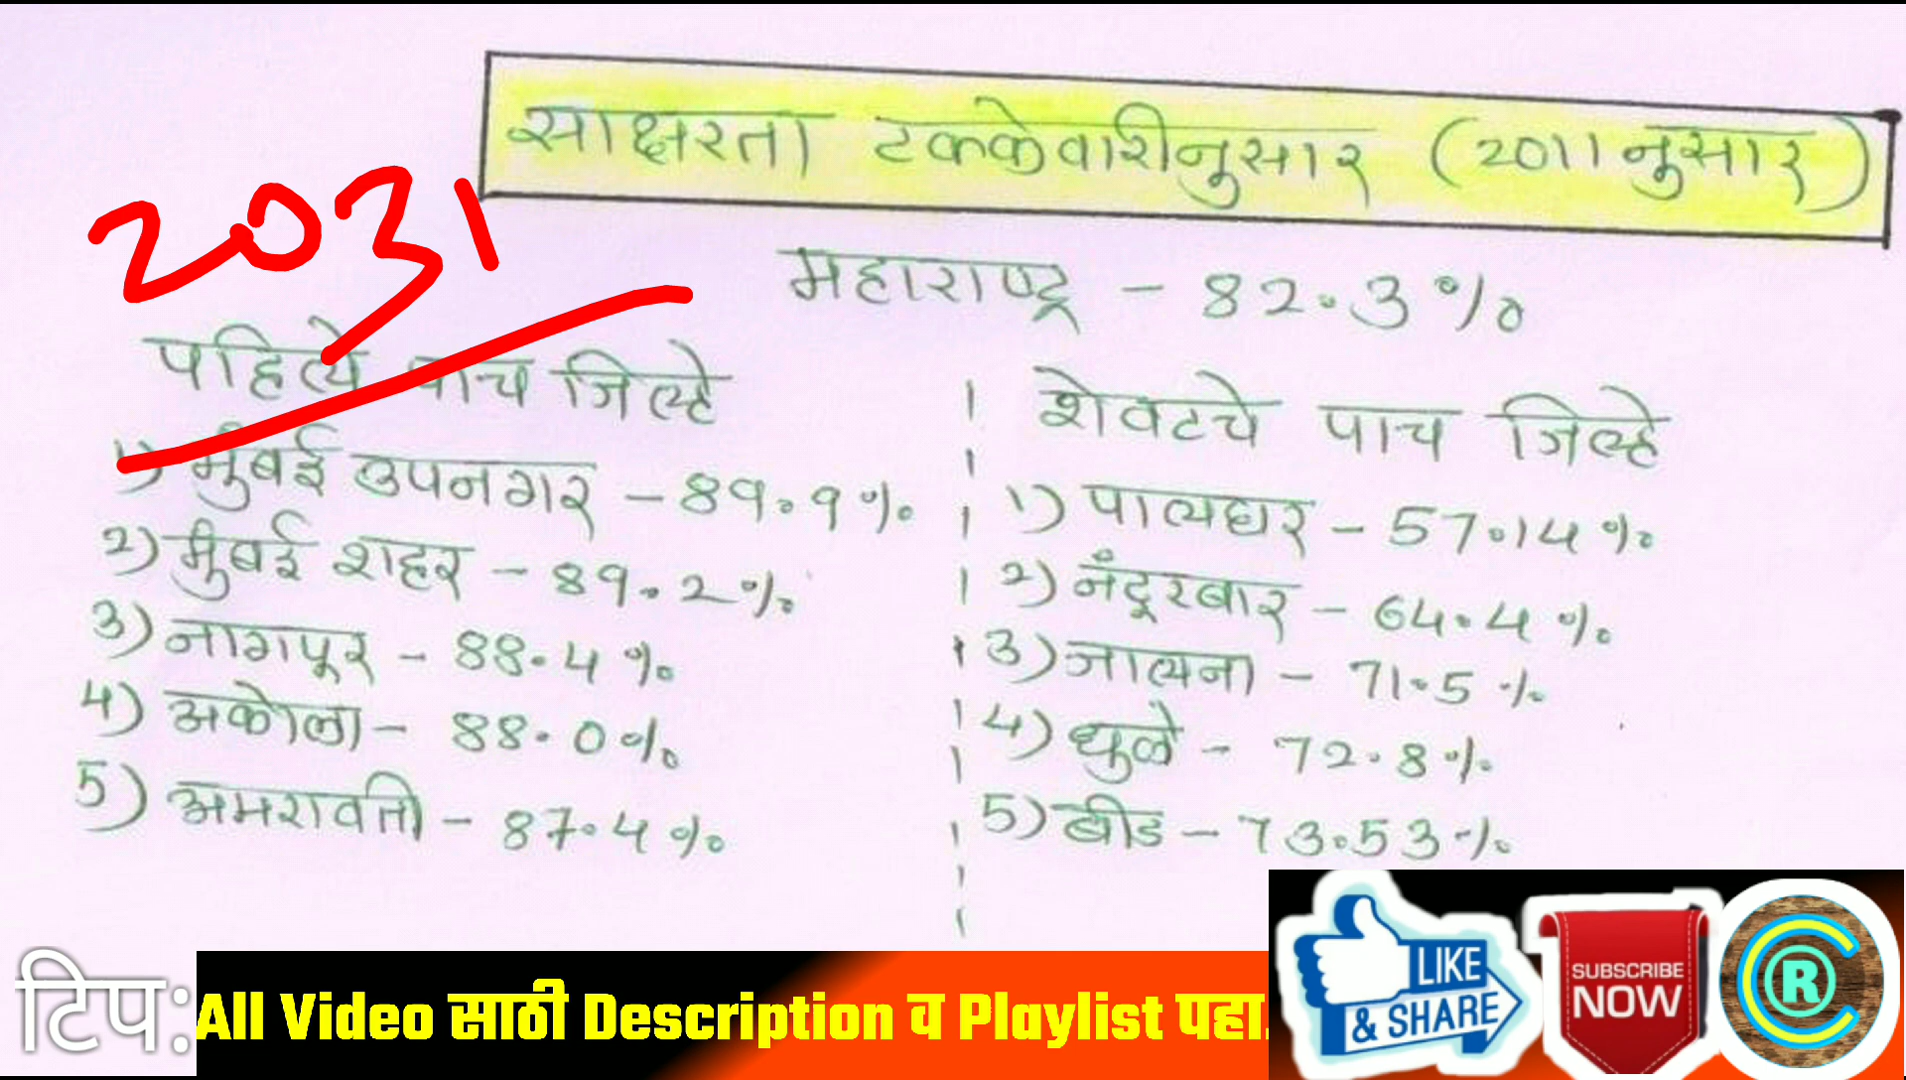 साक्षरता टक्केवारीनुसार (2011नुसार)
2031
महाराष्ट्र - 82.3%
पहिले पाच जिल्हे
1) मुंबई उपनगर - 89.9%
2) मुंबई शहर - 89.2%
3) नागपूर - 88.4%
4) अकोला - 88.0%
5) अमरावती - 87.4%
शेवटचे पाच जिल्हे
1) पालघर - 57.14%
2) नंदूरबार - 64.4%
3) जालना - 71.5%
4) धुळे - 72.8%
5) बीड - 73.53%
टिप:
All Video साठी Description व Playlist पहा.
LIKE
& SHARE
SUBSCRIBE
NOW
C R